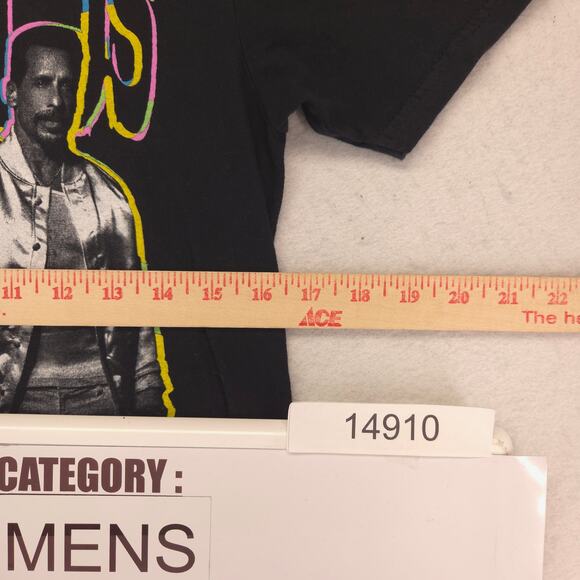 11 12 13 14 15 16 17 18 19 20 21 22
ACE The ha
14910
CATEGORY :
MENS